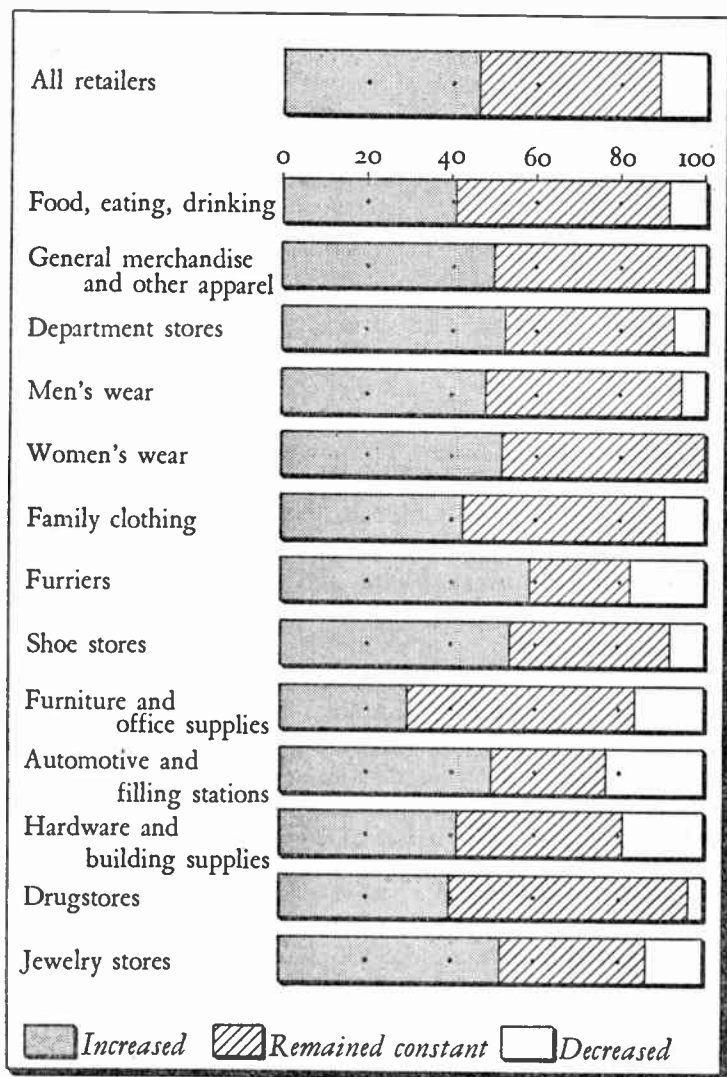 All retailers
0 20 40 60 80 100
Food, eating, drinking
General merchandise
and other apparel
Department stores
Men's wear
Women's wear
Family clothing
Furriers
Shoe stores
Furniture and
office supplies
Automotive and
filling stations
Hardware and
building supplies
Drugstores
Jewelry stores
Increased Remained constant Decreased